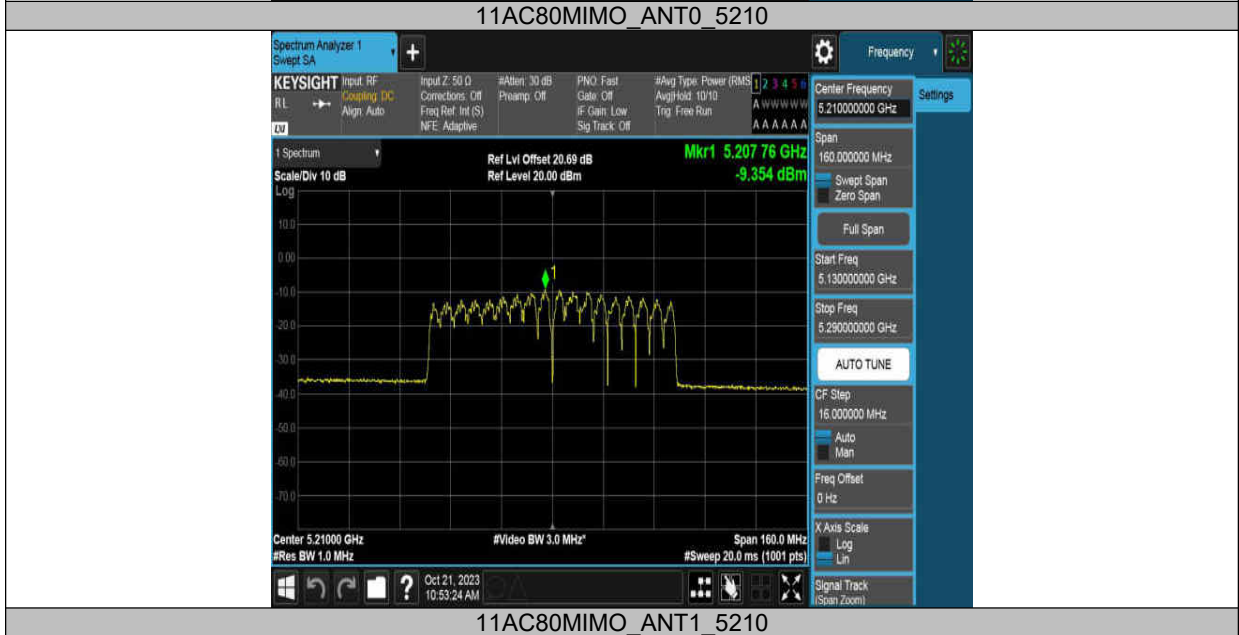 11AC80MIMO_ANT0_5210
Spectrum Analyzer 1
Swept SA
Frequency
KEYSIGHT
RL
Input: RF
Coupling: DC
Align: Auto
Input Z: 50 Ω
Corrections: Off
Freq Ref: Int (S)
NFE: Adaptive
#Atten: 30 dB
Preamp: Off
PNO: Fast
Gate: Off
IF Gain: Low
Sig Track: Off
#Avg Type: Power (RMS
Avg|Hold: 10/10
Trig: Free Run
1 2 3 4 5 6
A W W W W W
A A A A A A
Center Frequency
5.210000000 GHz
Settings
Span
160.000000 MHz
Swept Span
Zero Span
Full Span
Start Freq
5.130000000 GHz
Stop Freq
5.290000000 GHz
AUTO TUNE
CF Step
16.000000 MHz
Auto
Man
Freq Offset
0 Hz
X Axis Scale
Log
Lin
Signal Track
(Span Zoom)
1 Spectrum
Scale/Div 10 dB
Log
Ref Lvl Offset 20.69 dB
Ref Level 20.00 dBm
Mkr1 5.207 76 GHz
-9.354 dBm
10.0
0.00
-10.0
-20.0
-30.0
-40.0
-50.0
-60.0
-70.0
1
Center 5.21000 GHz
#Res BW 1.0 MHz
#Video BW 3.0 MHz*
Span 160.0 MHz
#Sweep 20.0 ms (1001 pts)
?
Oct 21, 2023
10:53:24 AM
11AC80MIMO_ANT1_5210